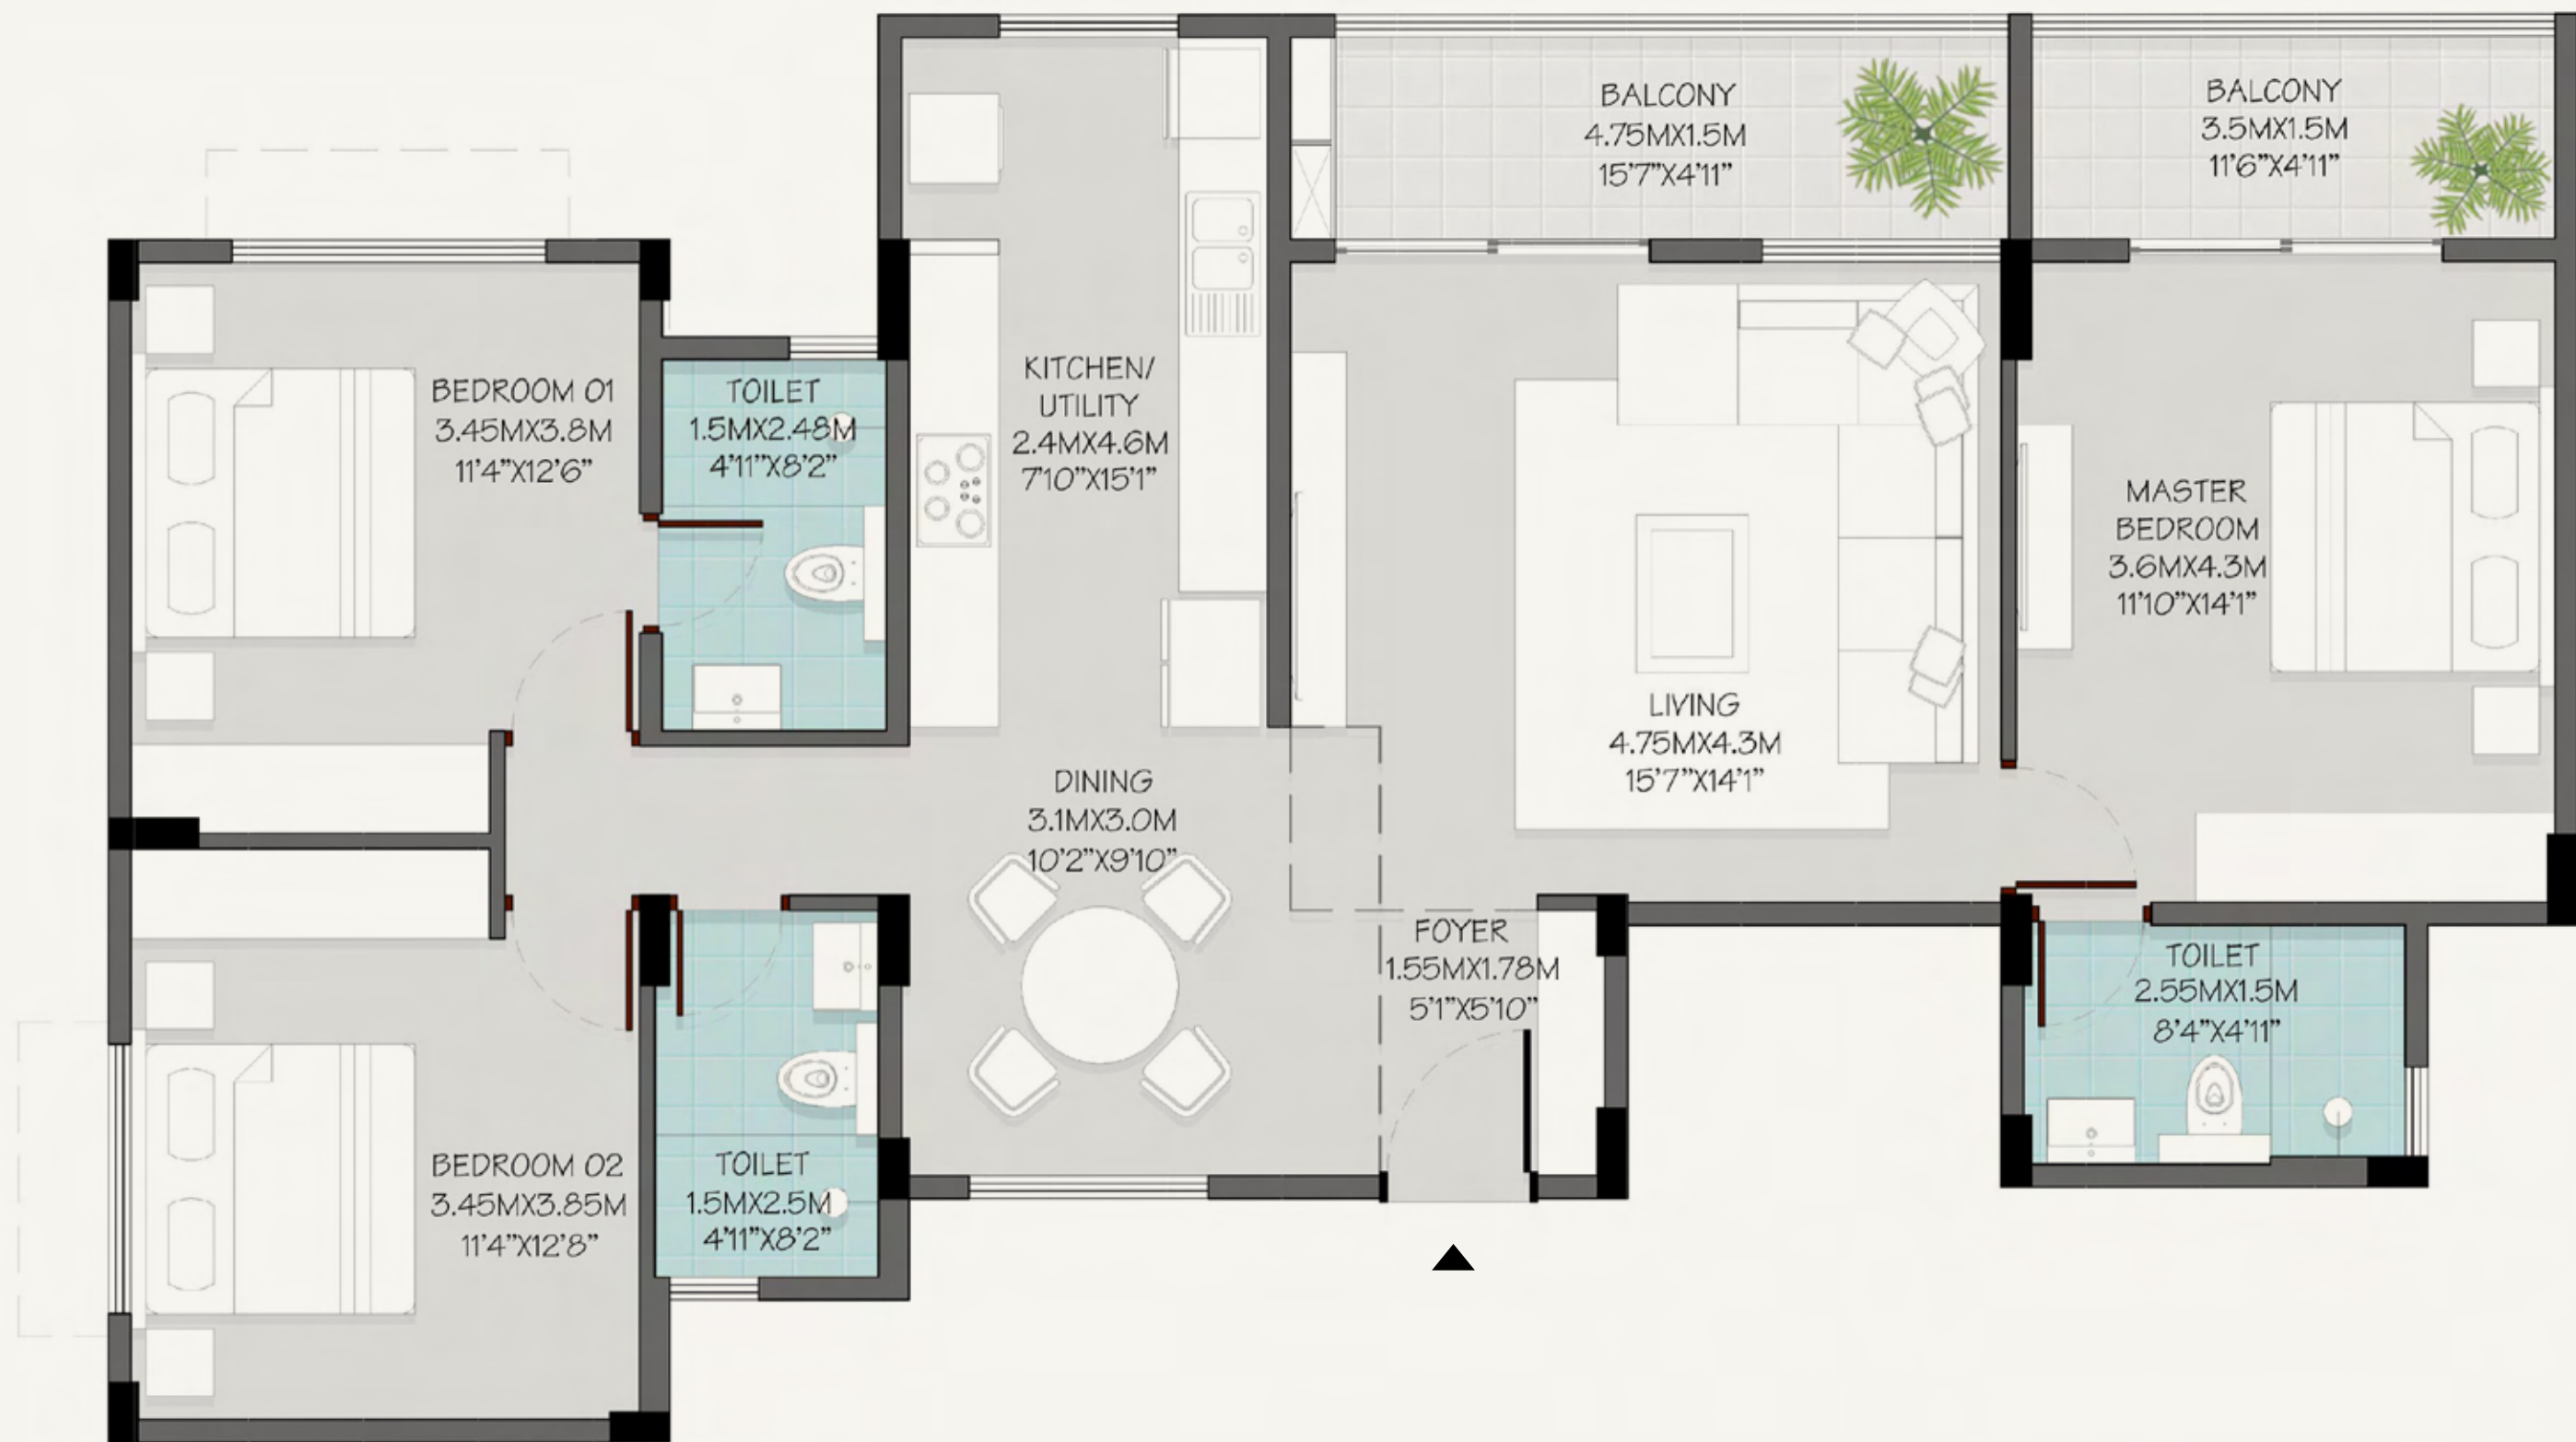 BALCONY
4.75MX1.5M
15'7"X4'11"
BALCONY
3.5MX1.5M
11'6"X4'11"
BEDROOM 01
3.45MX3.8M
11'4"X12'6"
TOILET
1.5MX2.48M
4'11"X8'2"
KITCHEN/
UTILITY
2.4MX4.6M
7'10"X15'1"
MASTER
BEDROOM
3.6MX4.3M
11'10"X14'1"
LIVING
4.75MX4.3M
15'7"X14'1"
DINING
3.1MX3.0M
10'2"X9'10"
FOYER
1.55MX1.78M
5'1"X5'10"
TOILET
2.55MX1.5M
8'4"X4'11"
BEDROOM 02
3.45MX3.85M
11'4"X12'8"
TOILET
1.5MX2.5M
4'11"X8'2"